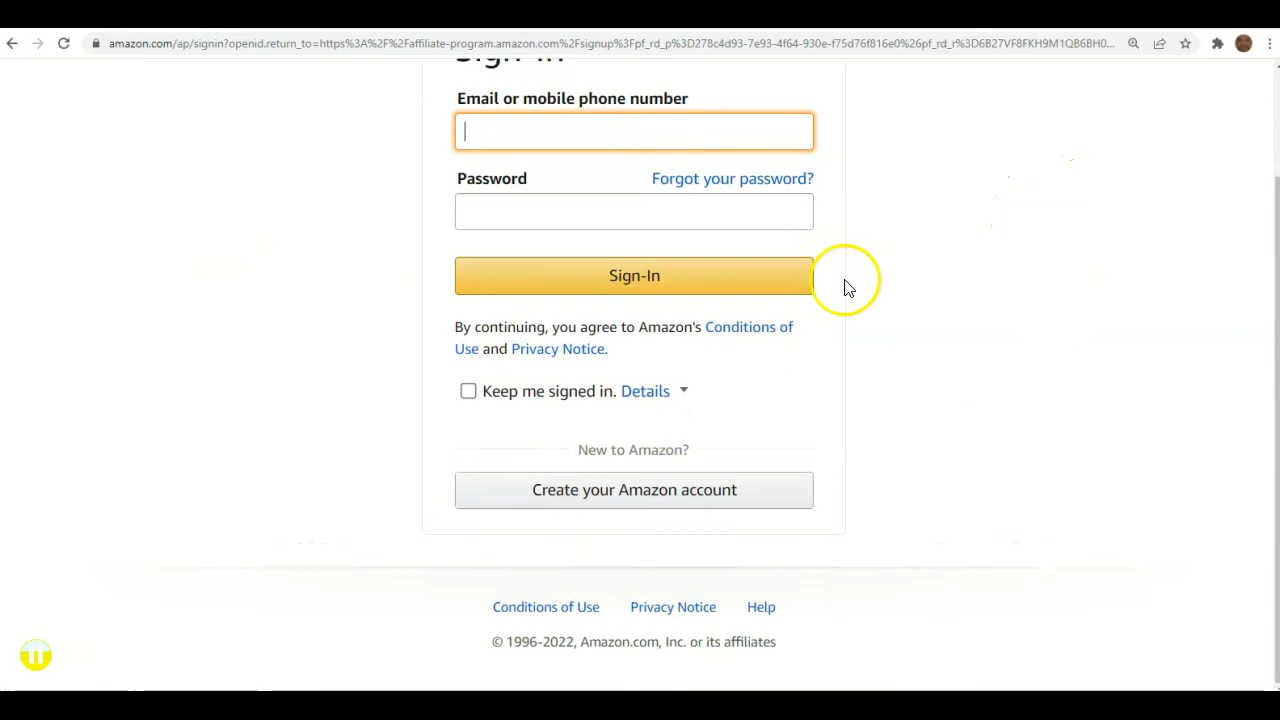 amazon.com/ap/signin?openid.return_to=https%3A%2F%2Faffiliate-program.amazon.com%2Fsignup%3Fpf_rd_p%3D278c4d93-7e93-4f64-930e-f75d76f816e0%26pf_rd_r%3D6B27VF8FKH9M1QB6BH0...
Sign-In
Email or mobile phone number
Password Forgot your password?
Sign-In
By continuing, you agree to Amazon's Conditions of
Use and Privacy Notice.
Keep me signed in. Details
New to Amazon?
Create your Amazon account
Conditions of Use Privacy Notice Help
© 1996-2022, Amazon.com, Inc. or its affiliates